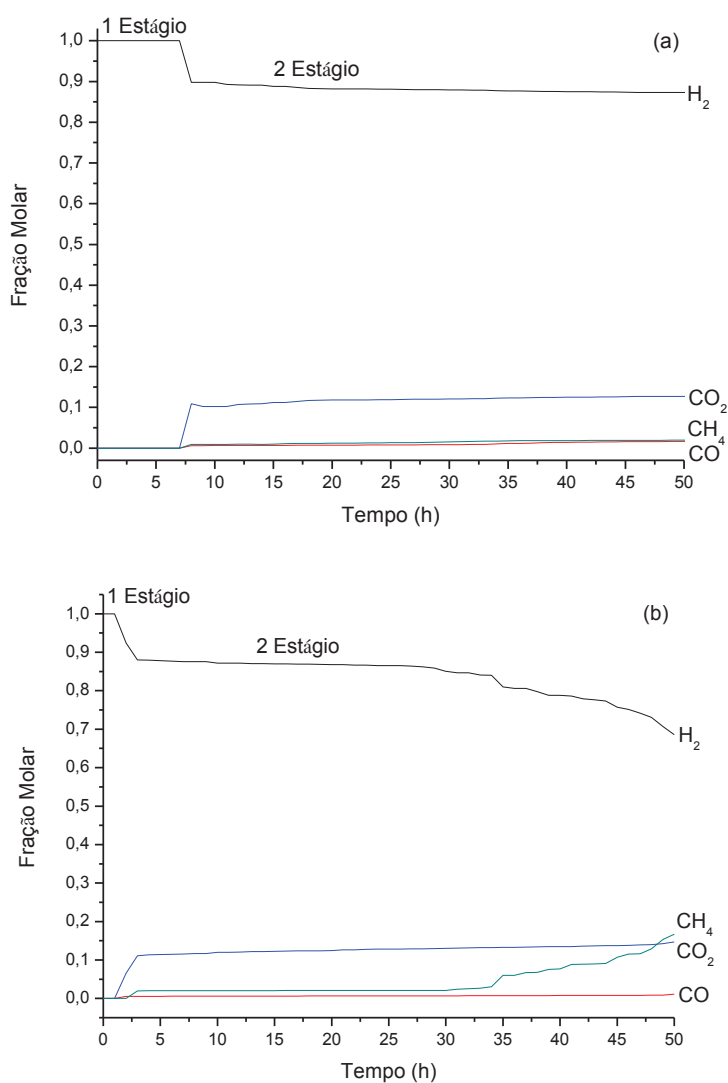 1 Estágio
(a)
2 Estágio
1,0
0,9
0,8
0,7
0,6
0,5
0,4
0,3
0,2
0,1
0,0
Fração Molar
H2
CO2
CH4
CO
0 5 10 15 20 25 30 35 40 45 50
Tempo (h)
1 Estágio
(b)
2 Estágio
1,0
0,9
0,8
0,7
0,6
0,5
0,4
0,3
0,2
0,1
0,0
Fração Molar
H2
CH4
CO2
CO
0 5 10 15 20 25 30 35 40 45 50
Tempo (h)